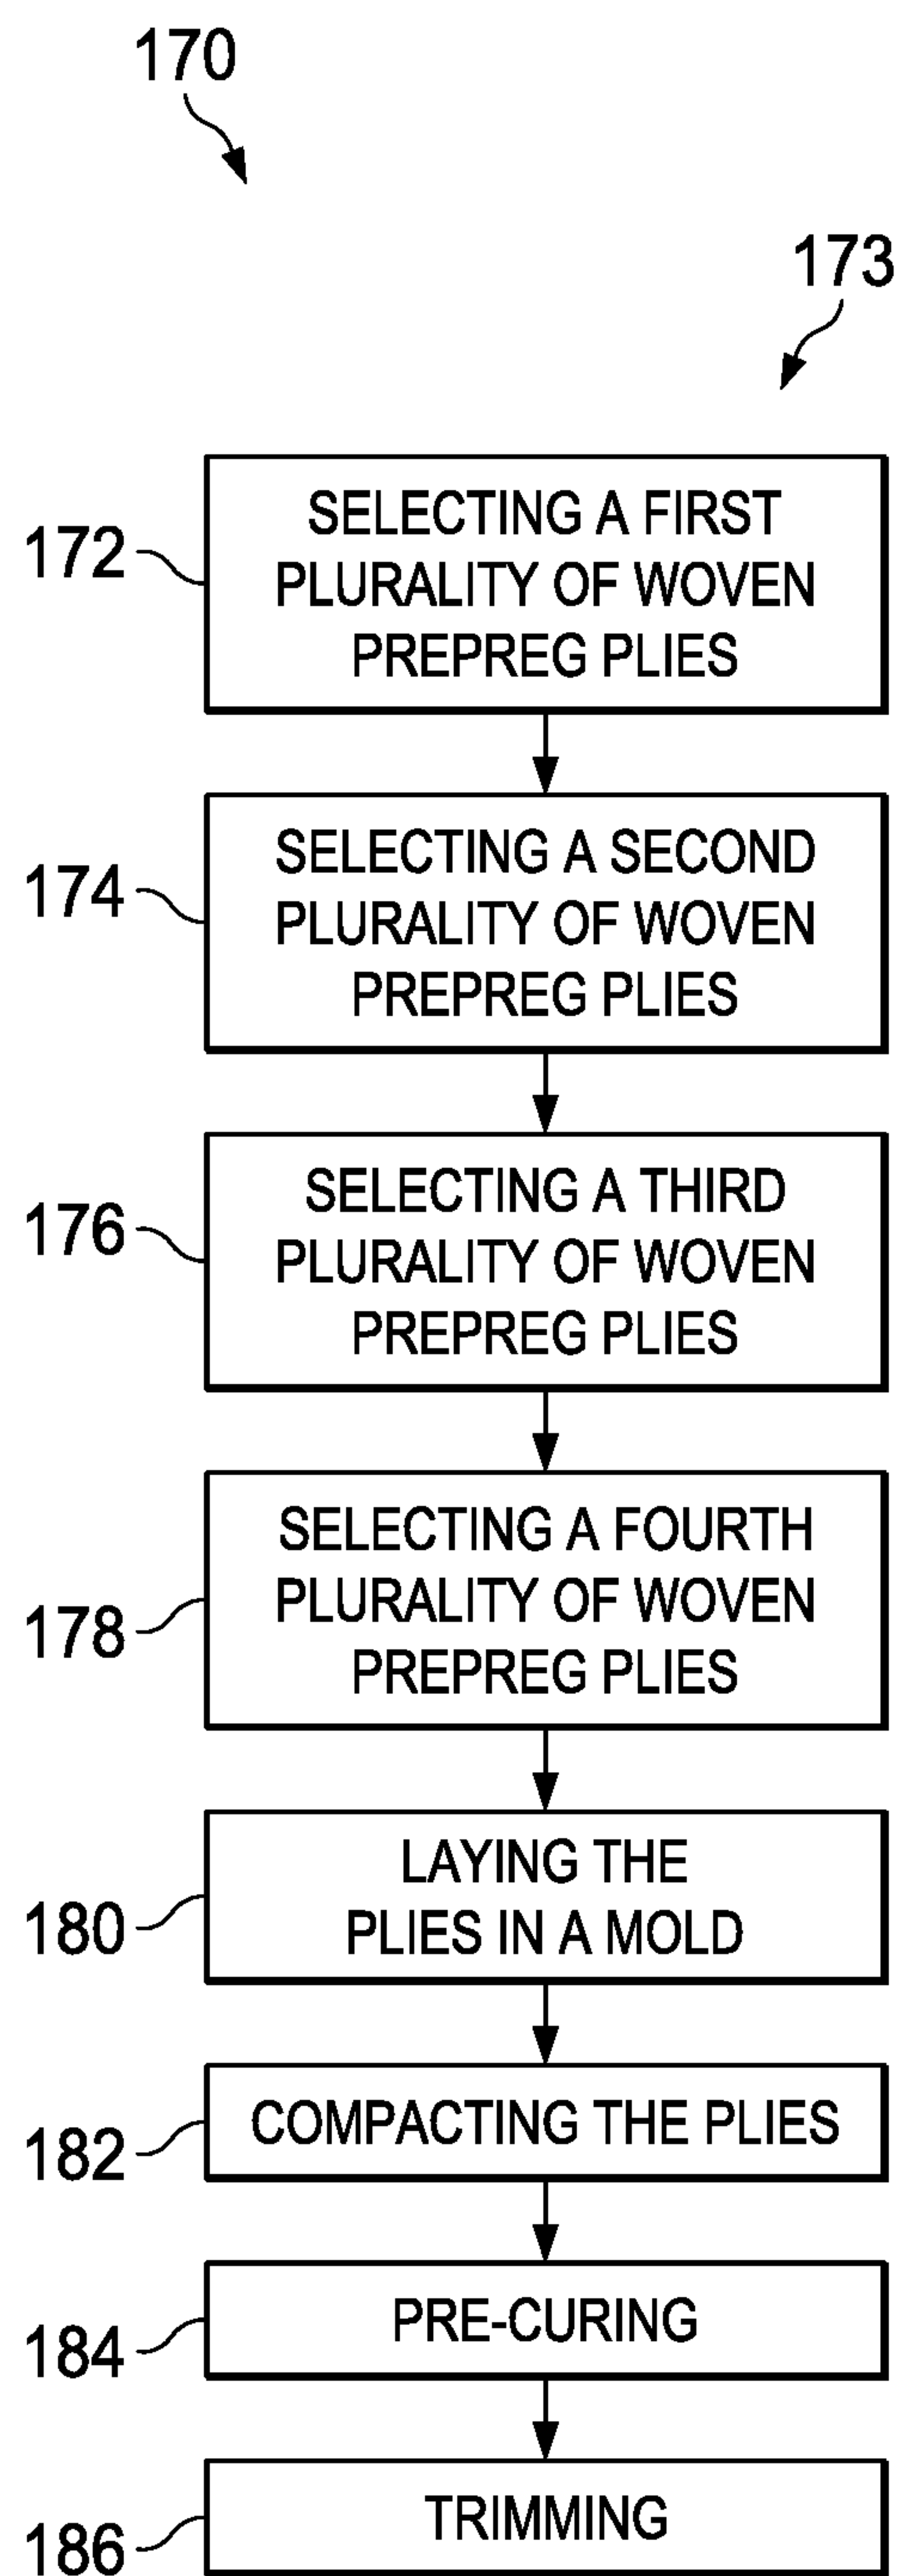 170
173
172
SELECTING A FIRST
PLURALITY OF WOVEN
PREPREG PLIES
174
SELECTING A SECOND
PLURALITY OF WOVEN
PREPREG PLIES
176
SELECTING A THIRD
PLURALITY OF WOVEN
PREPREG PLIES
178
SELECTING A FOURTH
PLURALITY OF WOVEN
PREPREG PLIES
180
LAYING THE
PLIES IN A MOLD
182
COMPACTING THE PLIES
184
PRE-CURING
186
TRIMMING